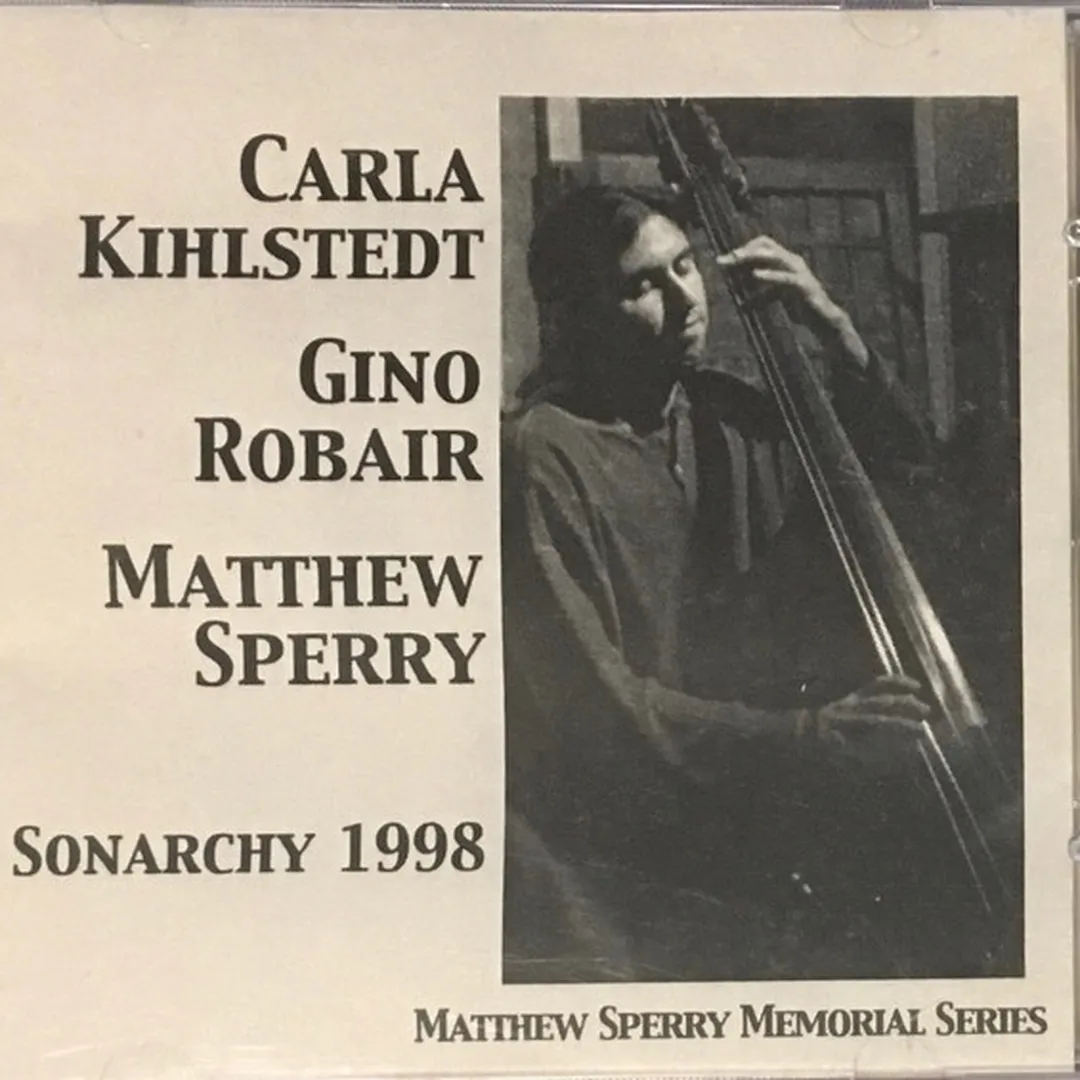 Carla
Kihlstedt
Gino
Robair
Matthew
Sperry
Sonarchy 1998
Matthew Sperry Memorial Series